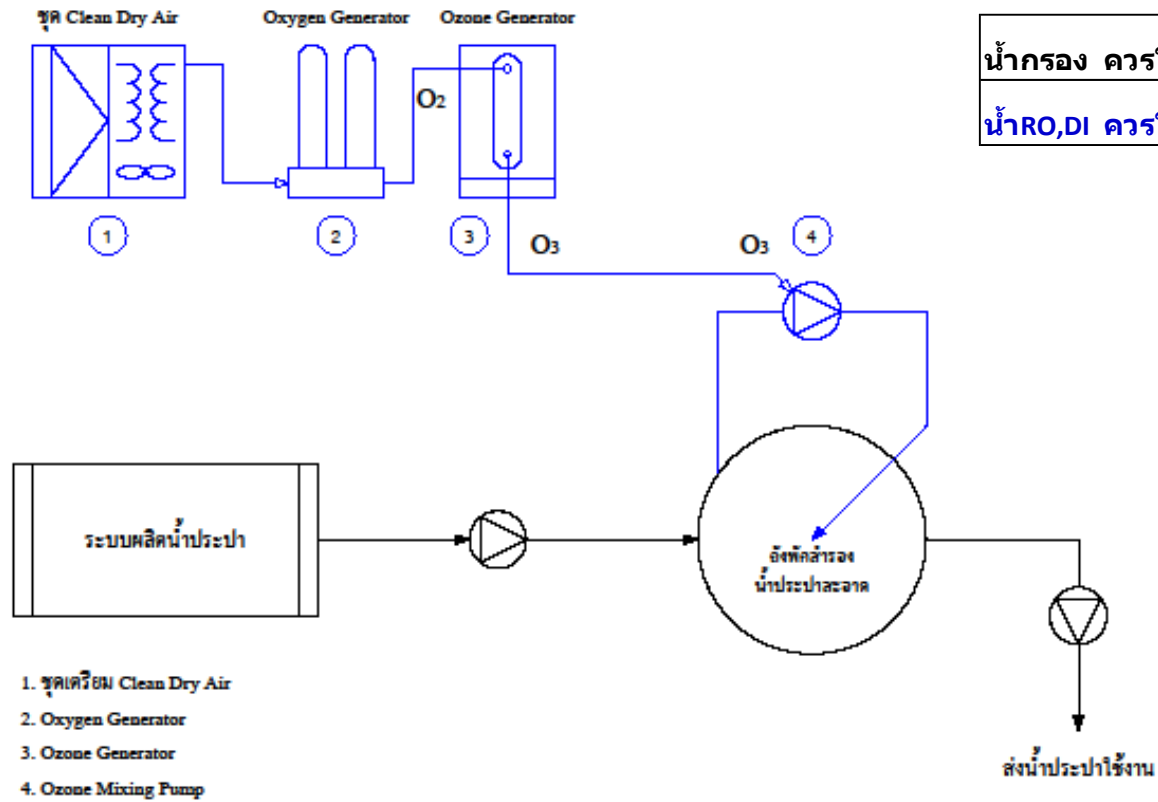 ชุด Clean Dry Air
Oxygen Generator
Ozone Generator
น้ำกรอง ควร
น้ำRO,DI ควร
O2
1
2
3
O3
O3
4
ระบบผลิตน้ำประปา
ถังพักสำรอง
น้ำประปาสะอาด
1. ชุดเตรียม Clean Dry Air
2. Oxygen Generator
3. Ozone Generator
4. Ozone Mixing Pump
ส่งน้ำประปาใช้งาน